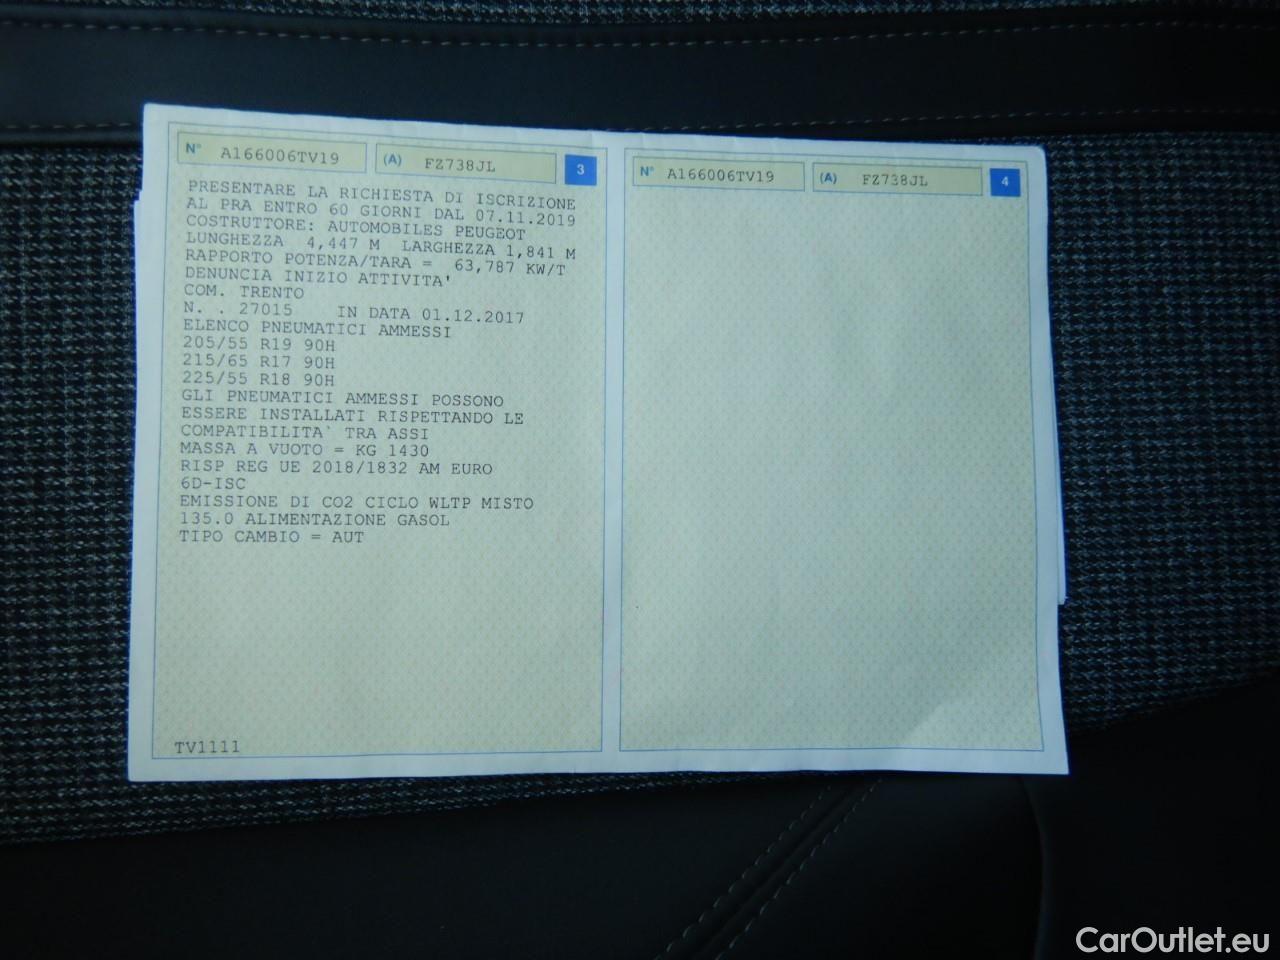 N° A166006TV19 (A) FZ738JL 3
PRESENTARE LA RICHIESTA DI ISCRIZIONE
AL PRA ENTRO 60 GIORNI DAL 07.11.2019
COSTRUTTORE: AUTOMOBILES PEUGEOT
LUNGHEZZA 4,447 M LARGHEZZA 1,841 M
RAPPORTO POTENZA/TARA = 63,787 KW/T
DENUNCIA INIZIO ATTIVITA'
COM. TRENTO
N. . 27015 IN DATA 01.12.2017
ELENCO PNEUMATICI AMMESSI
205/55 R19 90H
215/65 R17 90H
225/55 R18 90H
GLI PNEUMATICI AMMESSI POSSONO
ESSERE INSTALLATI RISPETTANDO LE
COMPATIBILITA` TRA ASSI
MASSA A VUOTO = KG 1430
RISP REG UE 2018/1832 AM EURO
6D-ISC
EMISSIONE DI CO2 CICLO WLTP MISTO
135.0 ALIMENTAZIONE GASOL
TIPO CAMBIO = AUT
TV1111
N° A166006TV19 (A) FZ738JL 4
CarOutlet.eu